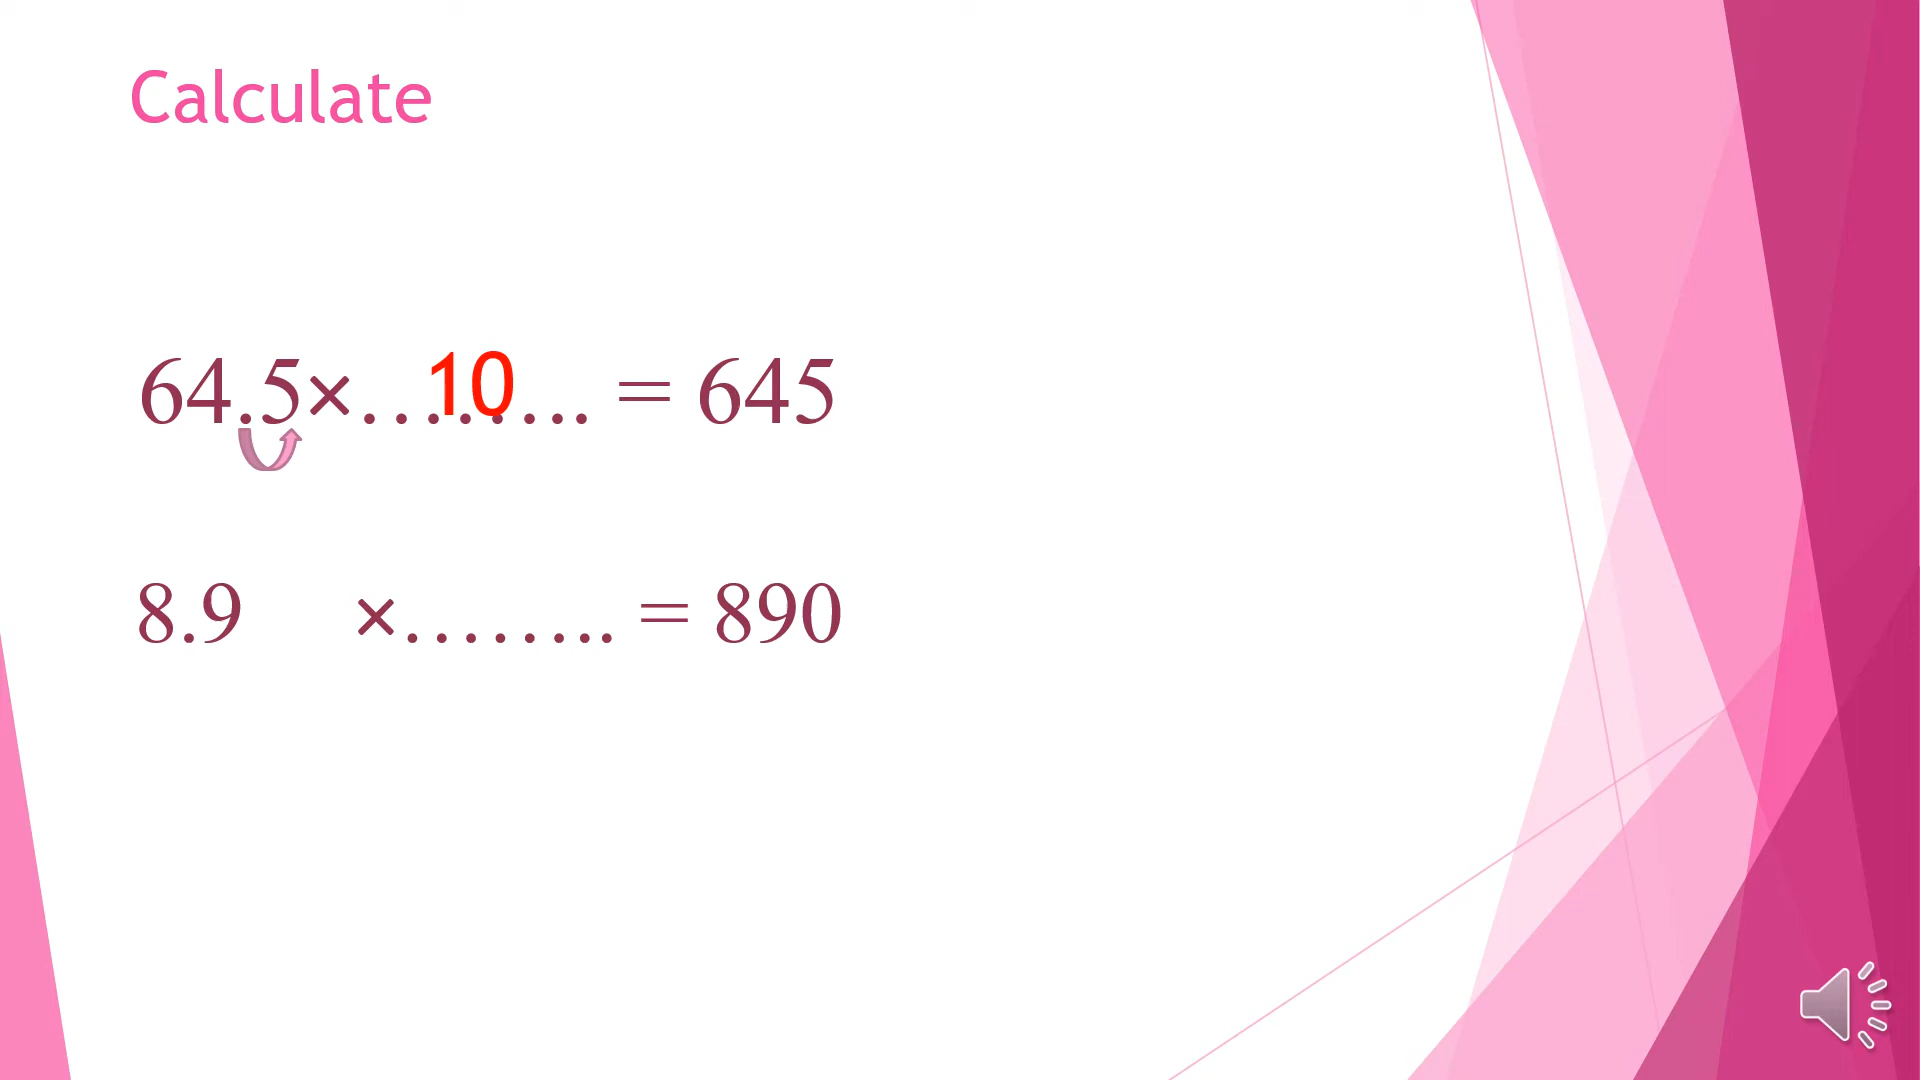 Calculate
64.5×........ 10 = 645
8.9 ×........ = 890